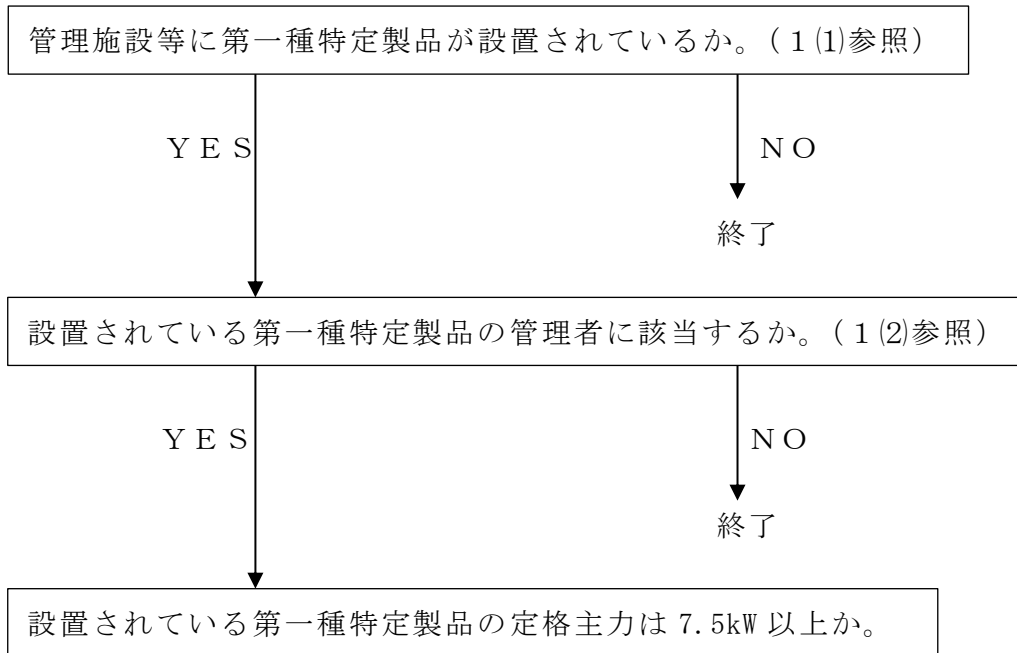 管理施設等に第一種特定製品が設置されているか。(1⑴参照)
YES
NO
終了
設置されている第一種特定製品の管理者に該当するか。(1⑵参照)
YES
NO
終了
設置されている第一種特定製品の定格主力は 7.5kW 以上か。